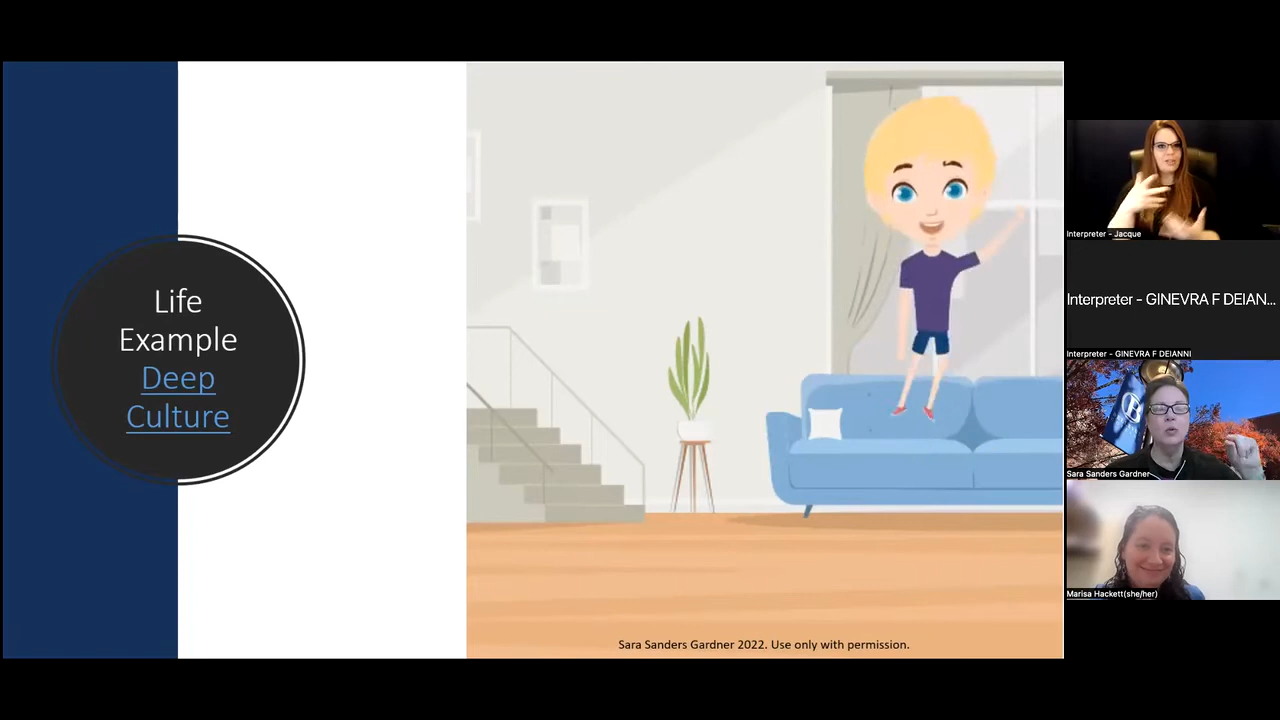 Life
Example
Deep
Culture
Sara Sanders Gardner 2022. Use only with permission.
Interpreter - Jacque
Interpreter - GINEVRA F DEIAN...
Interpreter - GINEVRA F DEIANNI
B
Sara Sanders Gardner
Marisa Hackett(she/her)